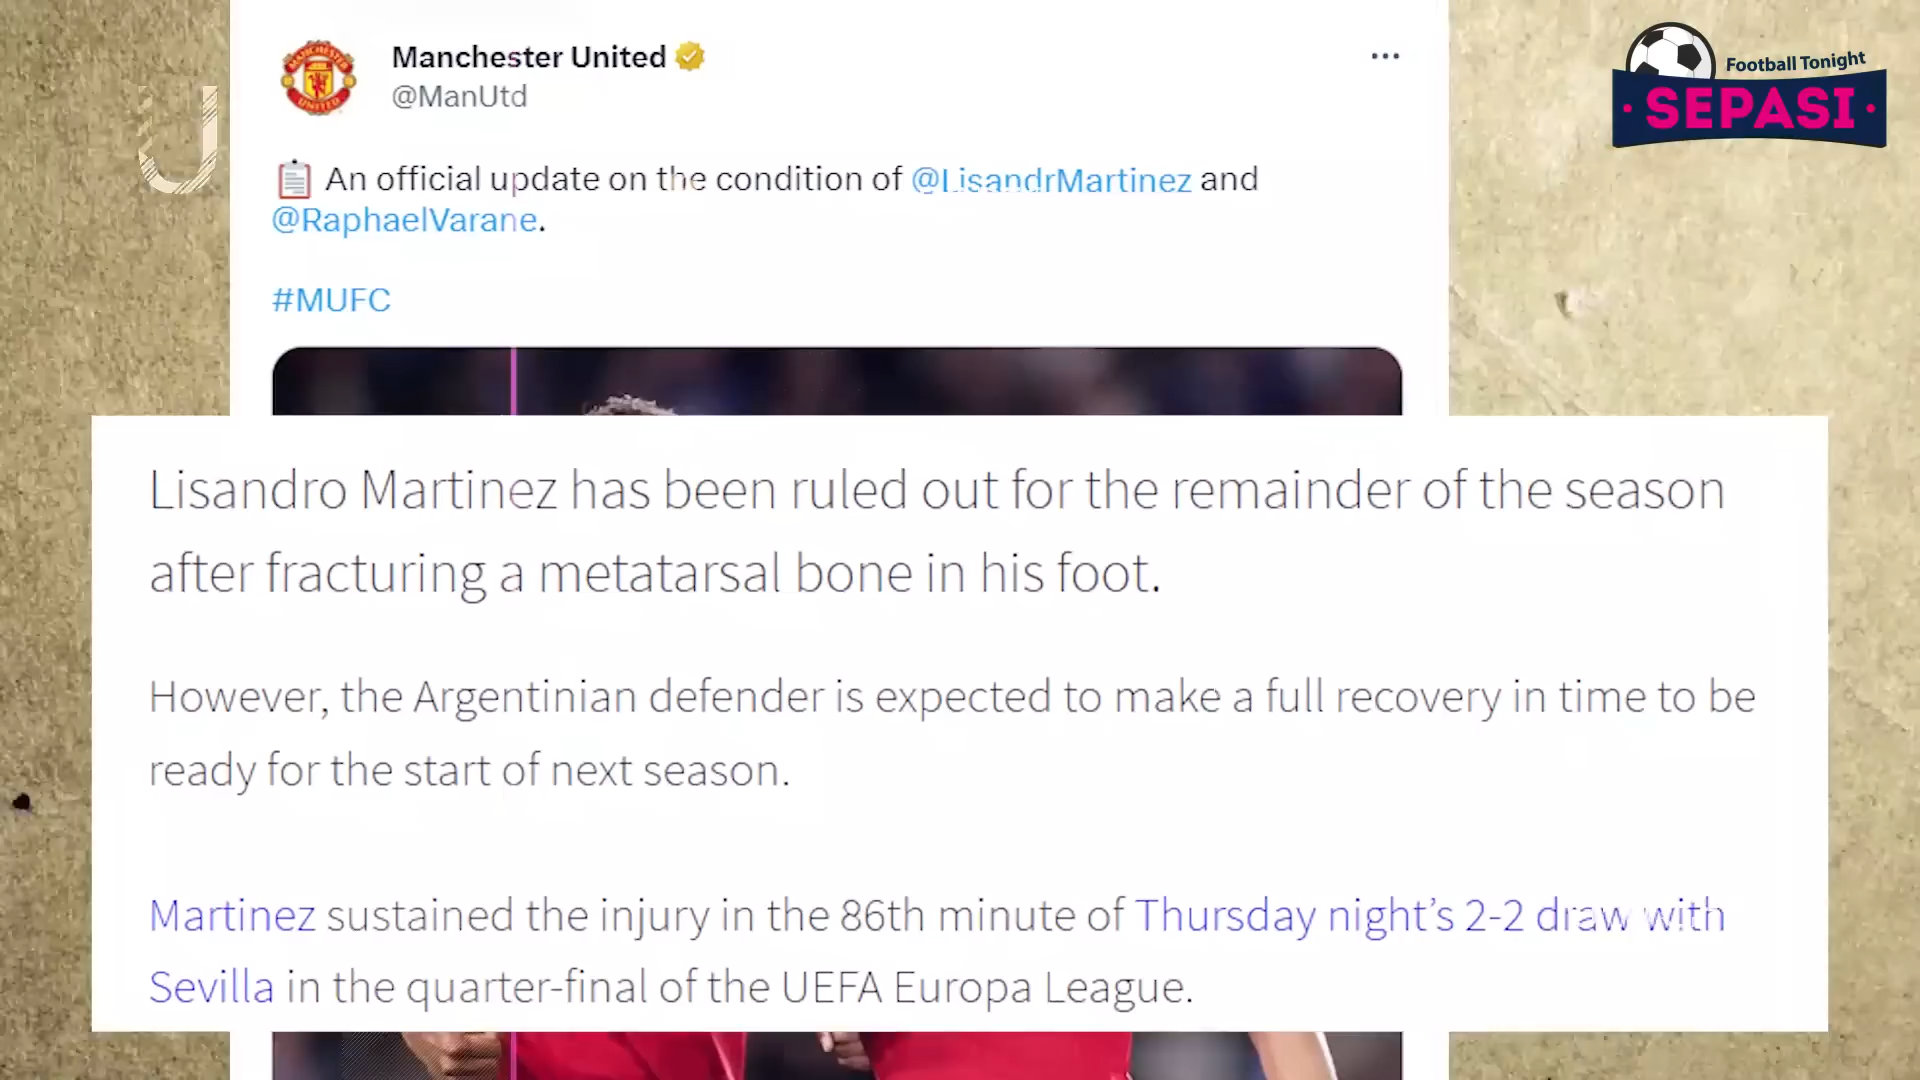 Manchester United
@ManUtd
Football Tonight
SEPASI
U
An official update on the condition of @LisandrMartinez and
@RaphaelVarane.
#MUFC
Lisandro Martinez has been ruled out for the remainder of the season
after fracturing a metatarsal bone in his foot.
However, the Argentinian defender is expected to make a full recovery in time to be
ready for the start of next season.
Martinez sustained the injury in the 86th minute of Thursday night’s 2-2 draw with
Sevilla in the quarter-final of the UEFA Europa League.